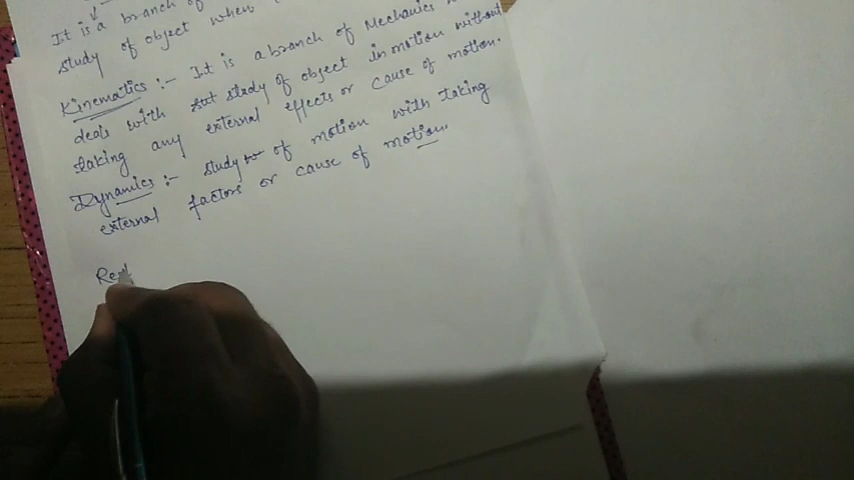 It is a branch of
study of object when
Kinematics :- It is a branch of Mechanics
deals with study of object in motion without
taking any external effects or cause of motion.
Dynamics :- study of motion with taking
external factors or cause of motion.